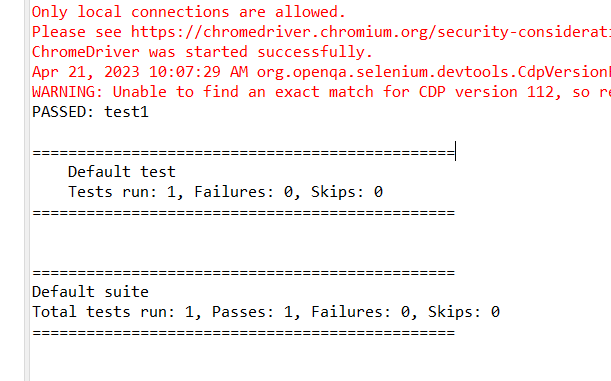 Only local connections are allowed.
Please see https://chromedriver.chromium.org/security-considerati
ChromeDriver was started successfully.
Apr 21, 2023 10:07:29 AM org.openqa.selenium.devtools.CdpVersion
WARNING: Unable to find an exact match for CDP version 112, so re
PASSED: test1
===============================================
Default test
Tests run: 1, Failures: 0, Skips: 0
===============================================
===============================================
Default suite
Total tests run: 1, Passes: 1, Failures: 0, Skips: 0
===============================================